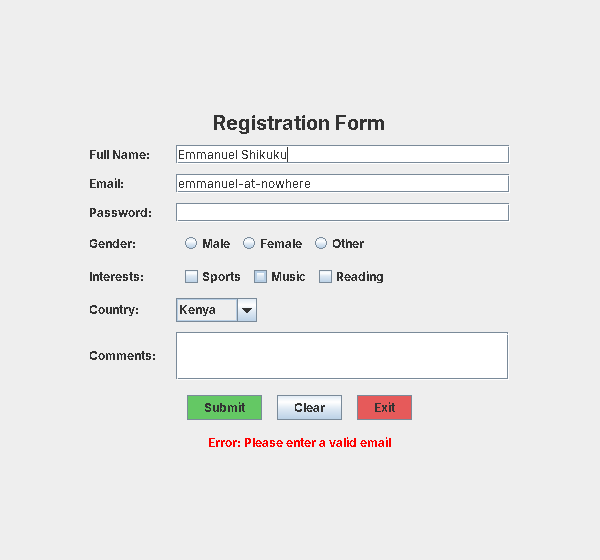 Registration Form
Full Name: Emmanuel Shikuku
Email: emmanuel-at-nowhere
Password:
Gender: Male Female Other
Interests: Sports Music Reading
Country: Kenya
Comments:
Submit Clear Exit
Error: Please enter a valid email